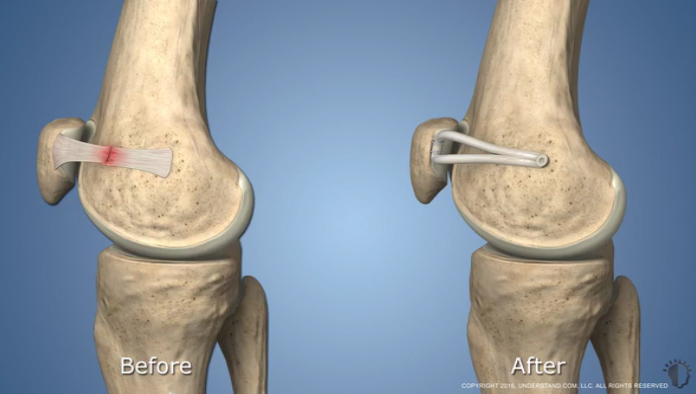 Before
After
COPYRIGHT 2016, UNDERSTAND.COM, LLC. ALL RIGHTS RESERVED